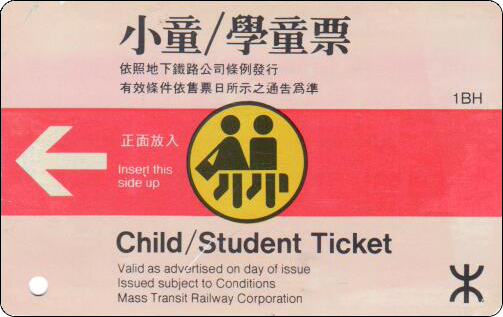 小童/學童票
依照地下鐵路公司條例發行
有效條件依售票日所示之通告爲準
1BH
正面放入
Insert this
side up
Child/Student Ticket
Valid as advertised on day of issue
Issued subject to Conditions
Mass Transit Railway Corporation